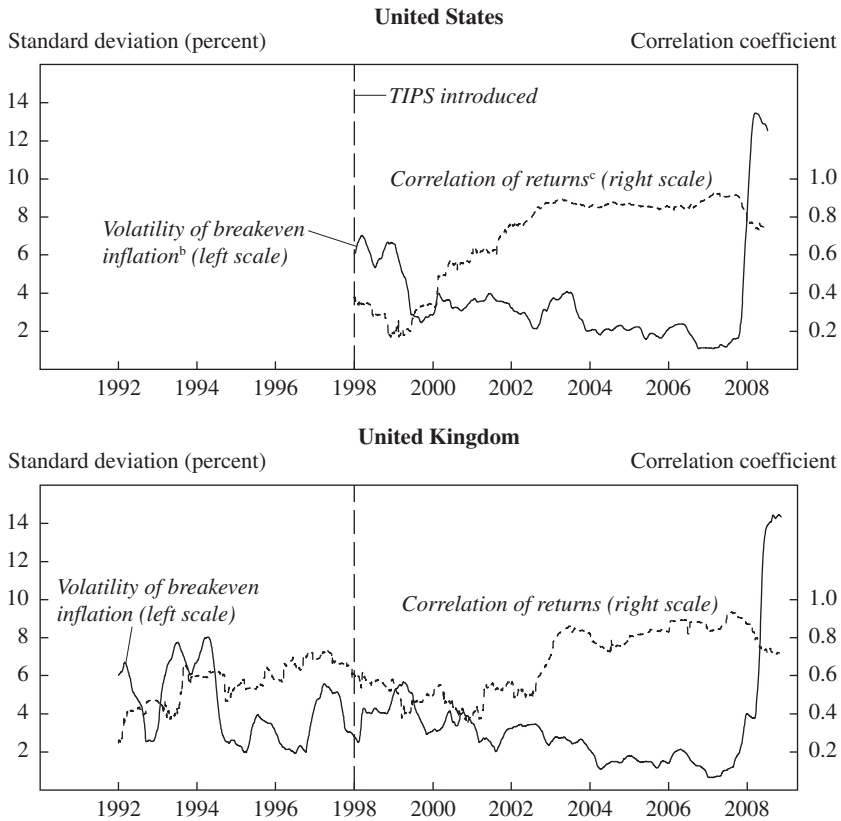 United States
Standard deviation (percent) Correlation coefficient
14
TIPS introduced
12
10
8 1.0
Correlation of returnsᶜ (right scale)
Volatility of breakeven
inflationᵇ (left scale)
6 0.8
4 0.6
2 0.4
0.2
1992 1994 1996 1998 2000 2002 2004 2006 2008
United Kingdom
Standard deviation (percent) Correlation coefficient
14
12
10
Volatility of breakeven
inflation (left scale)
Correlation of returns (right scale)
8 1.0
6 0.8
4 0.6
2 0.4
0.2
1992 1994 1996 1998 2000 2002 2004 2006 2008